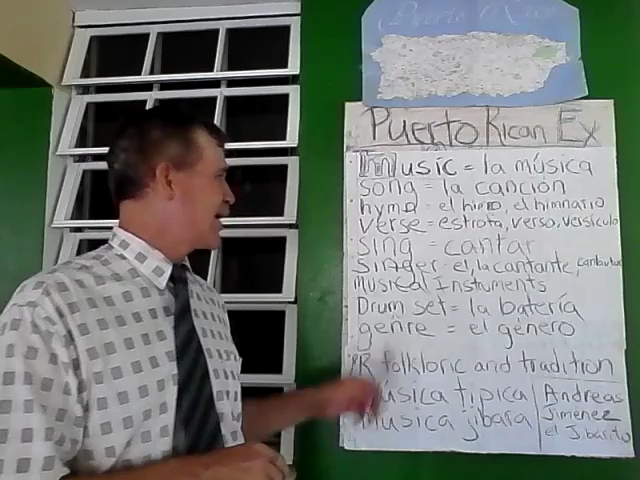 Puerto Rico
Puerto Rican Ex
music = la música
song = la canción
hymn = el himno, el himnario
verse = estrofa, verso, versículo
sing = cantar
singer = el, la cantante, cantautor
Musical Instruments
Drum set = la batería
genre = el género
PR folkloric and tradition
Música típica
Música jíbara
Andreas
Jimenez
el Jibarito